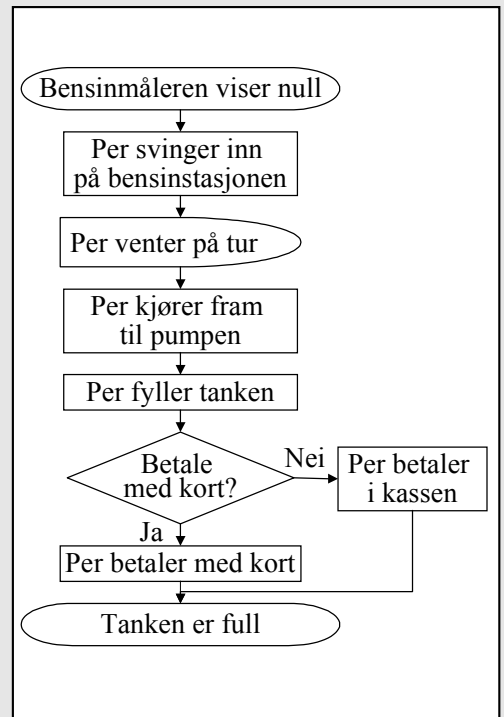 Bensinmåleren viser null
Per svinger inn
på bensinstasjonen
Per venter på tur
Per kjører fram
til pumpen
Per fyller tanken
Betale
med kort?
Nei
Per betaler
i kassen
Ja
Per betaler med kort
Tanken er full